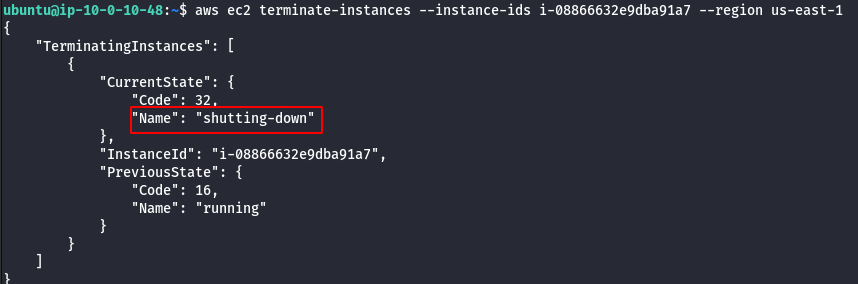 ubuntu@ip-10-0-10-48:~$ aws ec2 terminate-instances --instance-ids i-08866632e9dba91a7 --region us-east-1
{
    "TerminatingInstances": [
        {
            "CurrentState": {
                "Code": 32,
                "Name": "shutting-down"
            },
            "InstanceId": "i-08866632e9dba91a7",
            "PreviousState": {
                "Code": 16,
                "Name": "running"
            }
        }
    ]
}